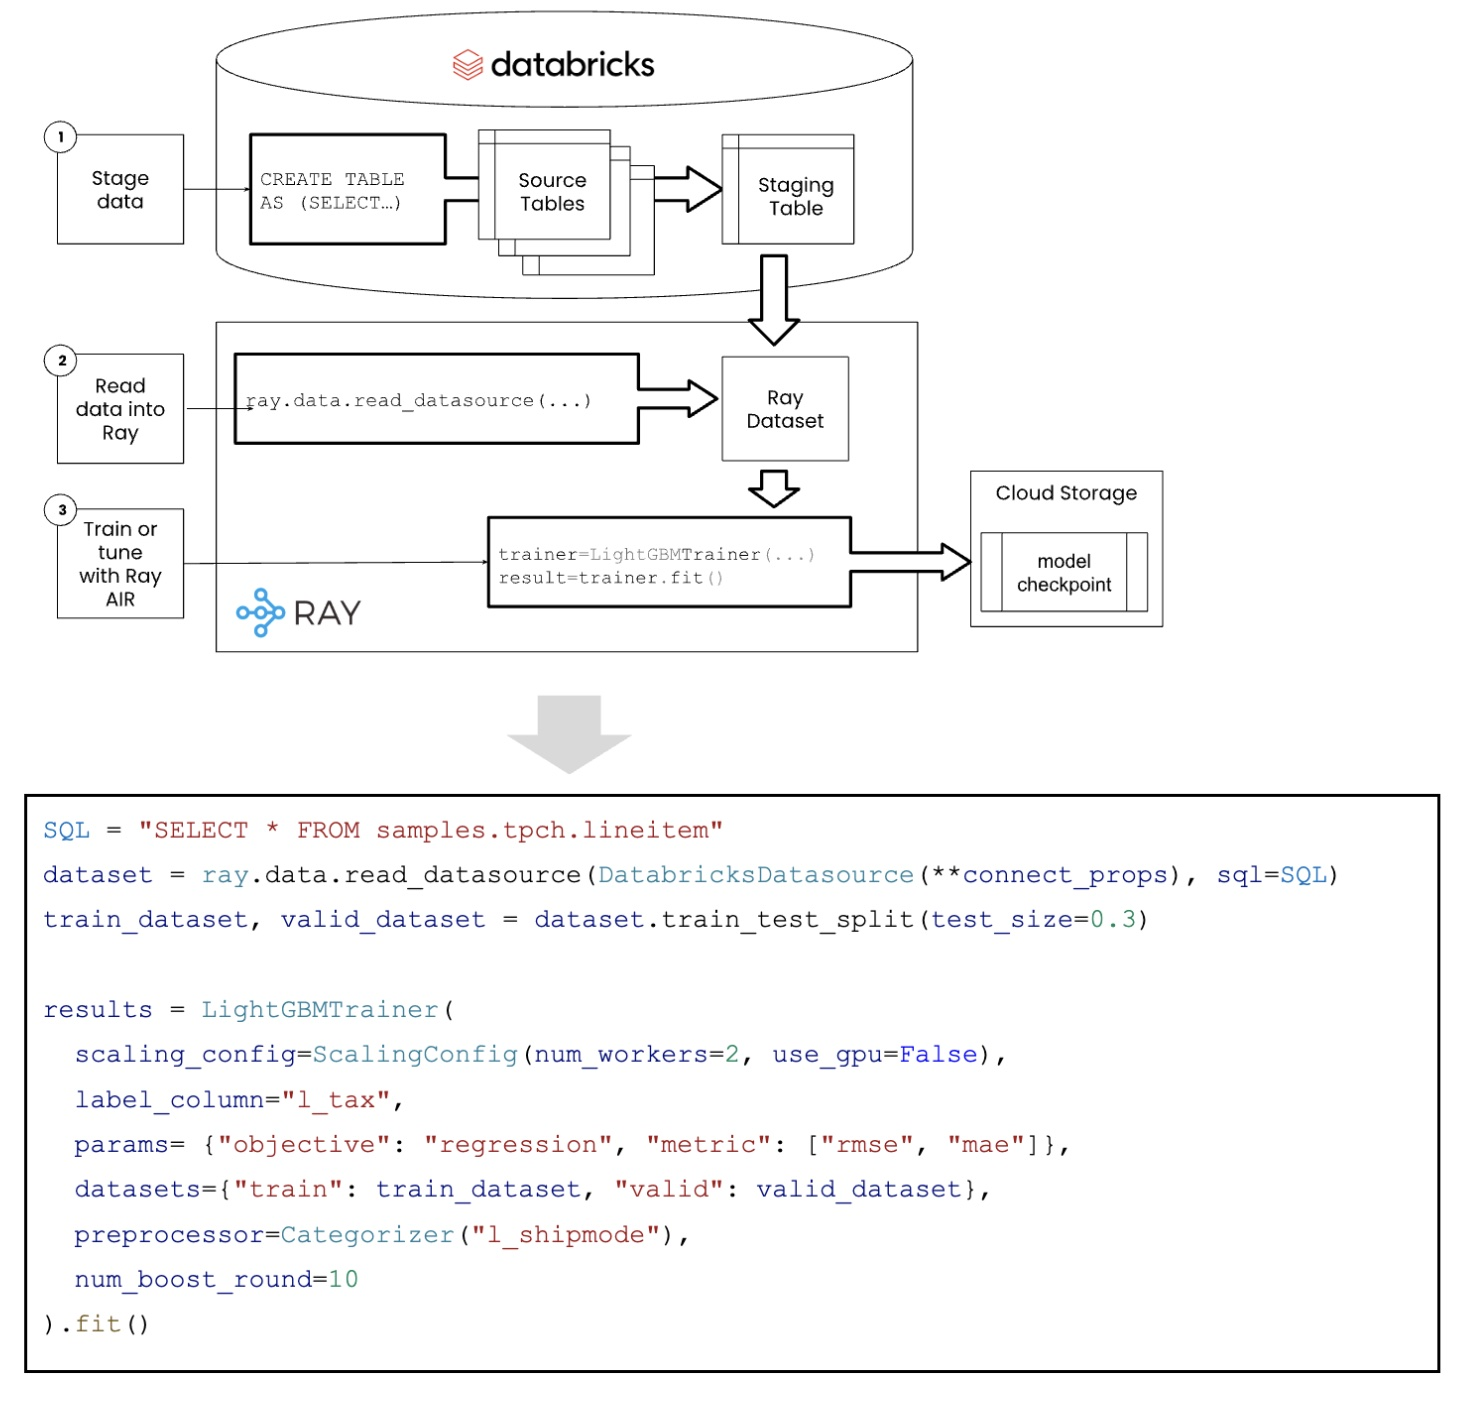 databricks
1
Stage
data
CREATE TABLE
AS (SELECT…)
Source
Tables
Staging
Table
2
Read
data into
Ray
ray.data.read_datasource(...)
Ray
Dataset
3
Train or
tune
with Ray
AIR
trainer=LightGBMTrainer(...)
result=trainer.fit()
Cloud Storage
model
checkpoint
RAY
SQL = "SELECT * FROM samples.tpch.lineitem"
dataset = ray.data.read_datasource(DatabricksDatasource(**connect_props), sql=SQL)
train_dataset, valid_dataset = dataset.train_test_split(test_size=0.3)
results = LightGBMTrainer(
scaling_config=ScalingConfig(num_workers=2, use_gpu=False),
label_column="l_tax",
params= {"objective": "regression", "metric": ["rmse", "mae"]},
datasets={"train": train_dataset, "valid": valid_dataset},
preprocessor=Categorizer("l_shipmode"),
num_boost_round=10
).fit()